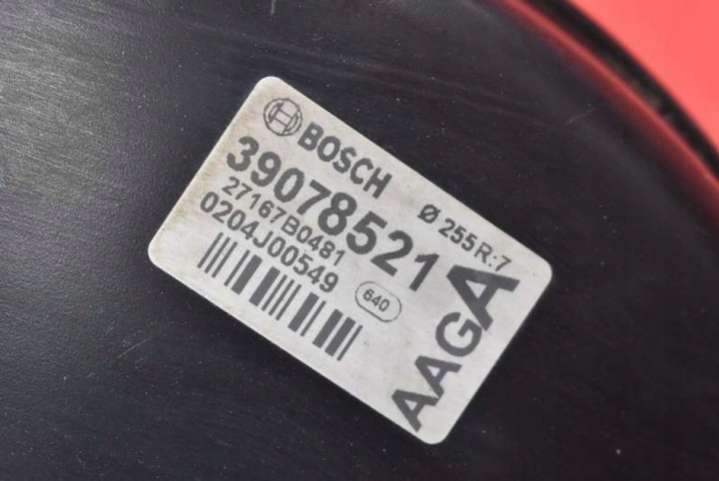 BOSCH
Ø 255R:7
39078521
27167B0481
0204J00549
640
AAGA